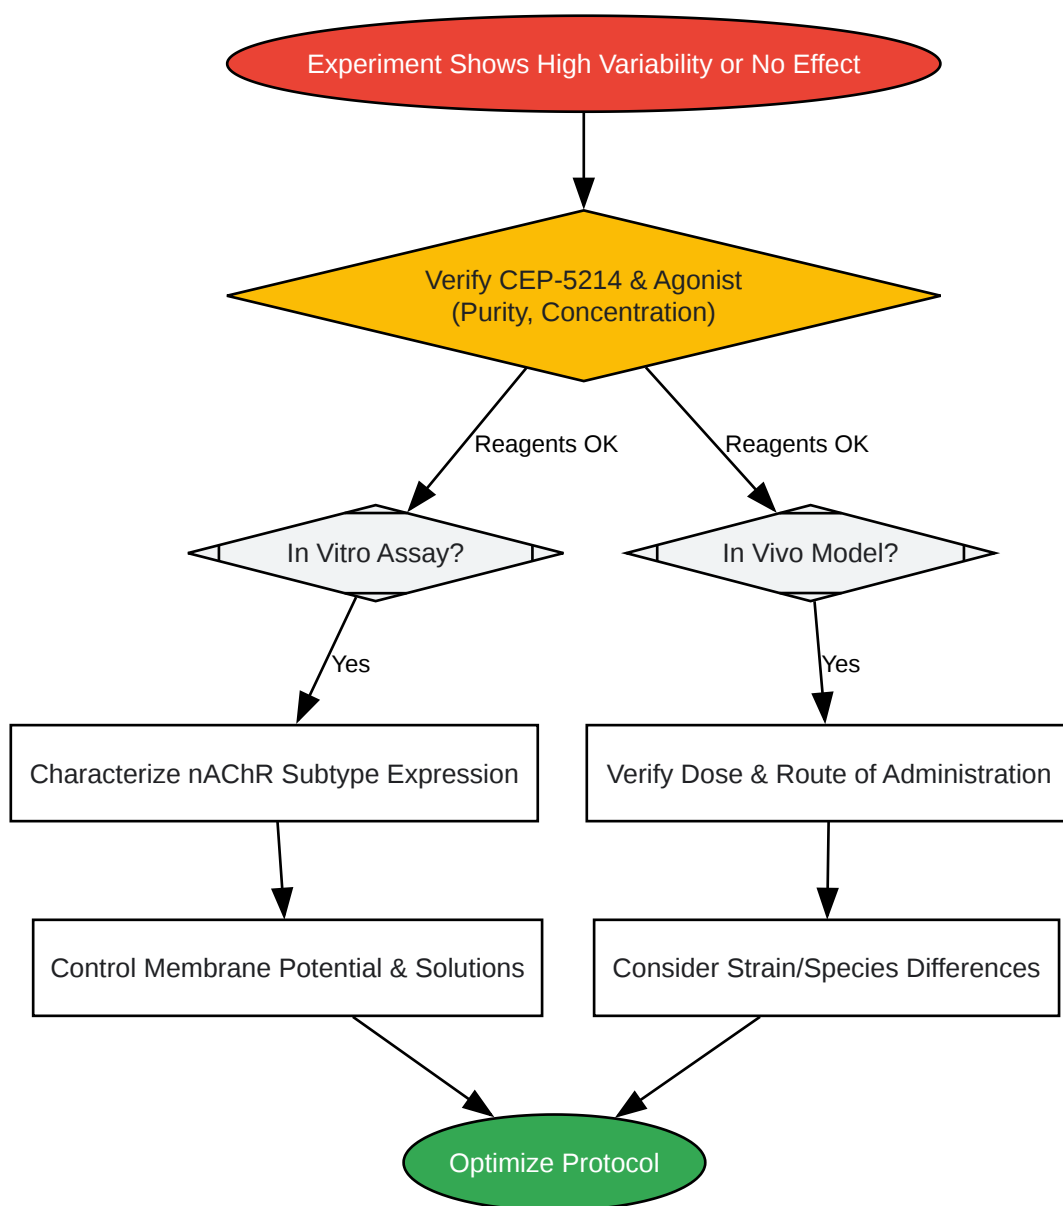 Experiment Shows High Variability or No Effect
Verify CEP-5214 & Agonist
(Purity, Concentration)
Reagents OK
Reagents OK
In Vitro Assay?
In Vivo Model?
Yes
Yes
Characterize nAChR Subtype Expression
Verify Dose & Route of Administration
Control Membrane Potential & Solutions
Consider Strain/Species Differences
Optimize Protocol